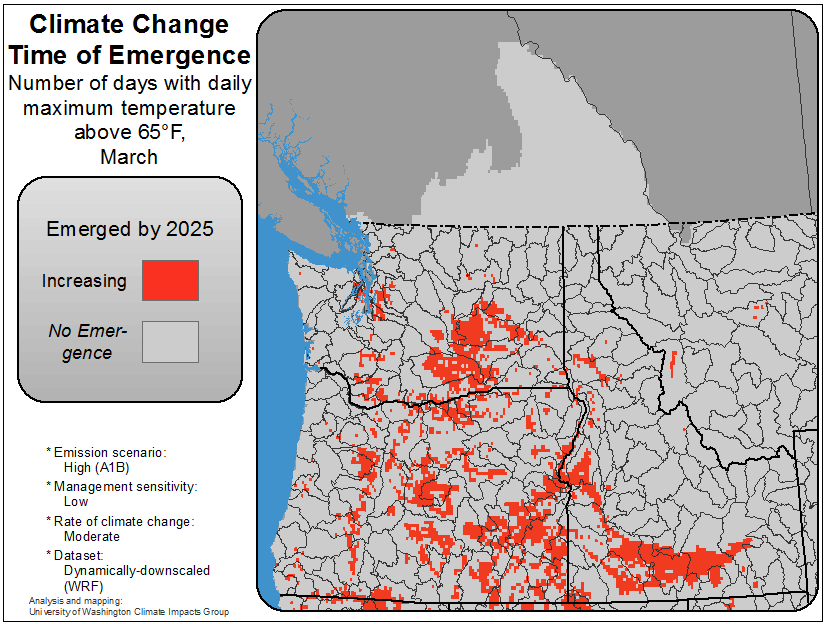 Climate Change
Time of Emergence
Number of days with daily
maximum temperature
above 65°F,
March
Emerged by 2025
Increasing
No Emer-
gence
* Emission scenario:
High (A1B)
* Management sensitivity:
Low
* Rate of climate change:
Moderate
* Dataset:
Dynamically-downscaled
(WRF)
Analysis and mapping:
University of Washington Climate Impacts Group